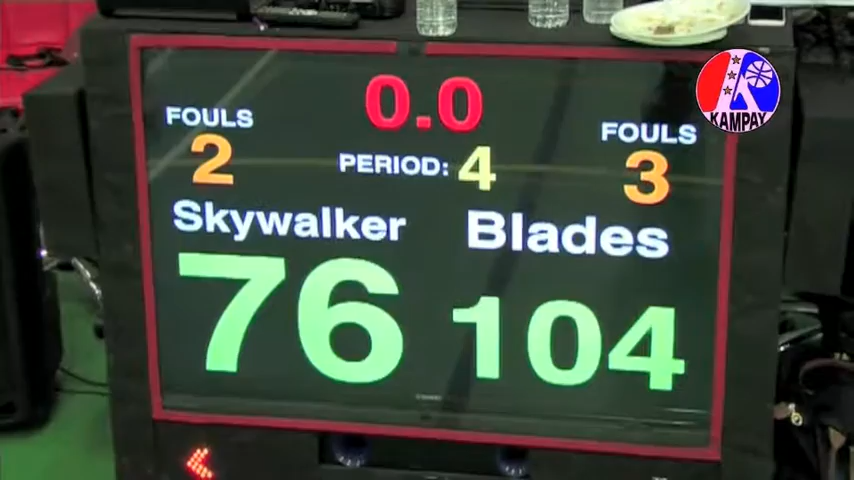 0.0
FOULS
2
PERIOD: 4
FOULS
3
Skywalker
Blades
76
104
KAMPAY